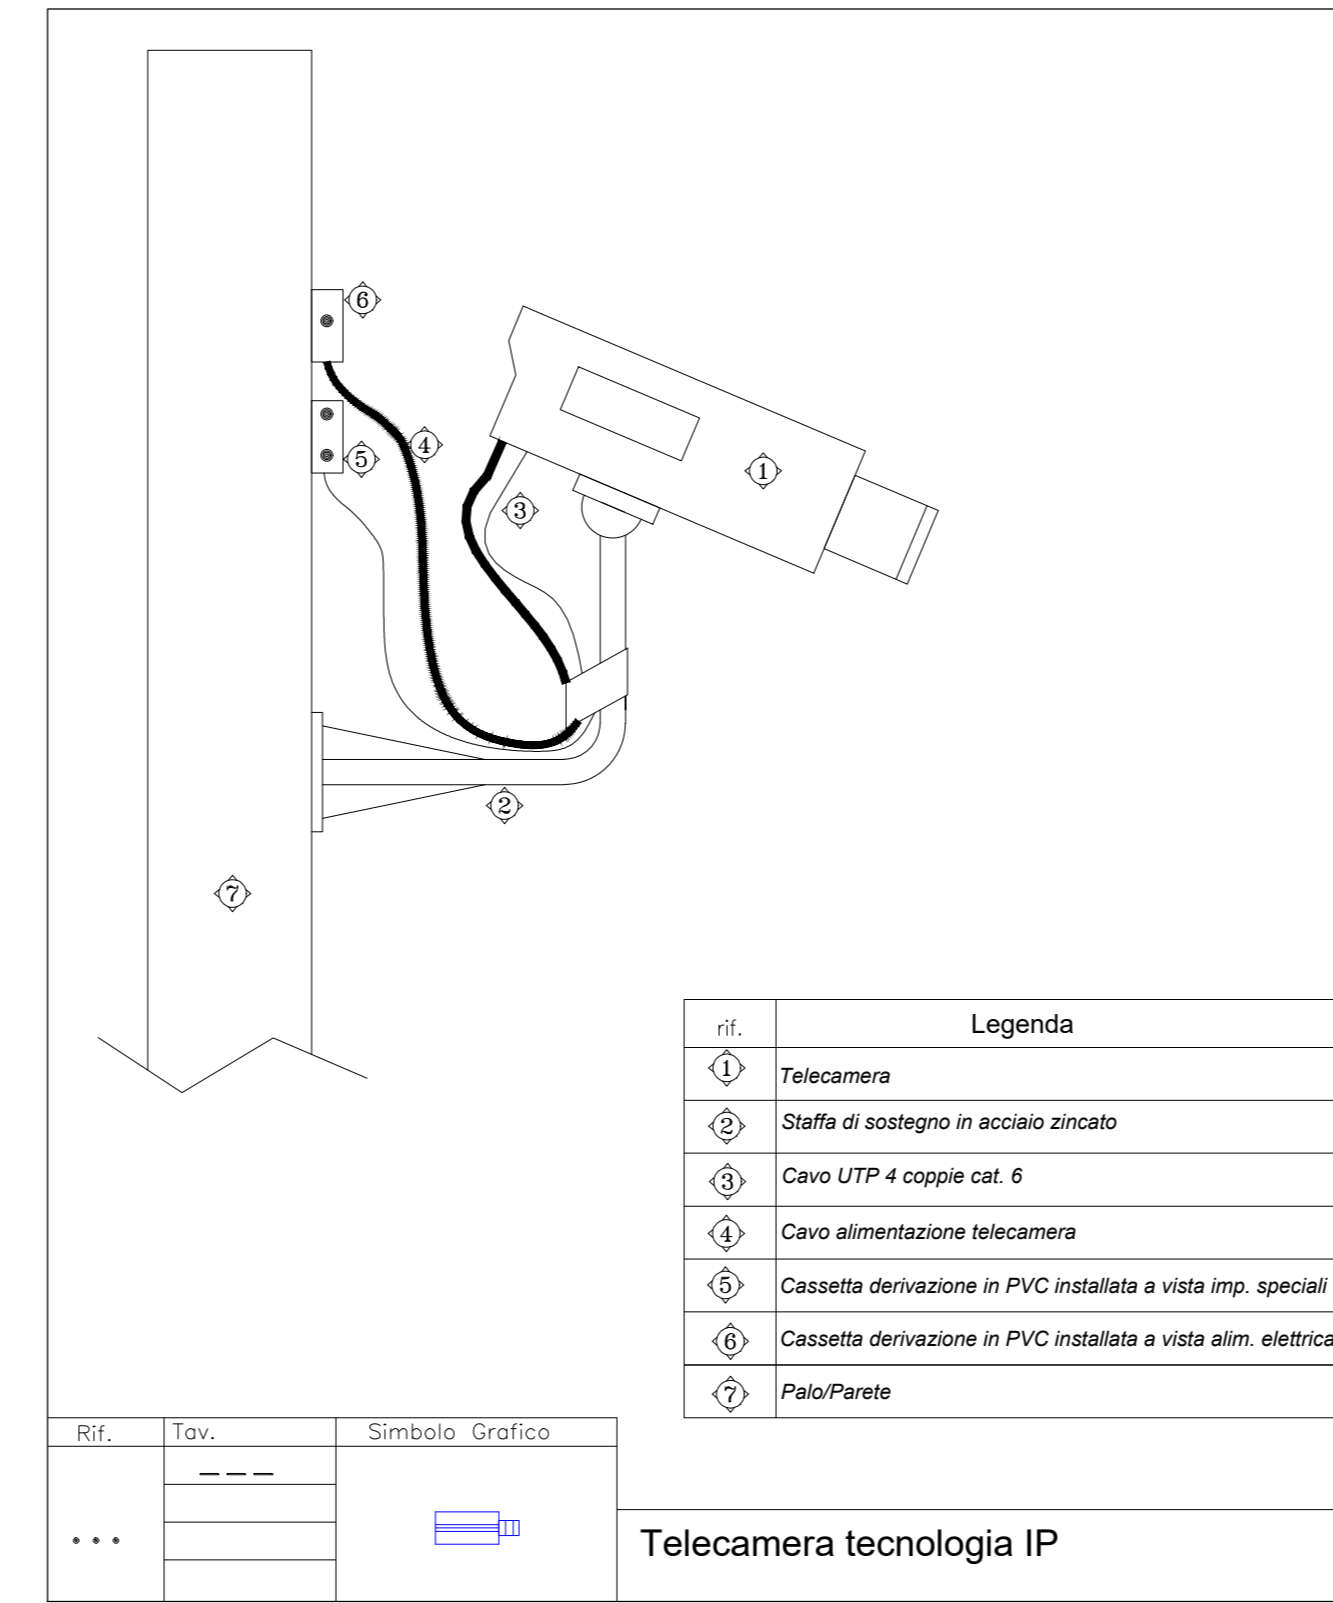 6
4
5
3
1
2
7
rif. Legenda
1 Telecamera
2 Staffa di sostegno in acciaio zincato
3 Cavo UTP 4 coppie cat. 6
4 Cavo alimentazione telecamera
5 Cassetta derivazione in PVC installata a vista imp. speciali
6 Cassetta derivazione in PVC installata a vista alim. elettrica
7 Palo/Parete
Rif. Tav. Simbolo Grafico
Telecamera tecnologia IP